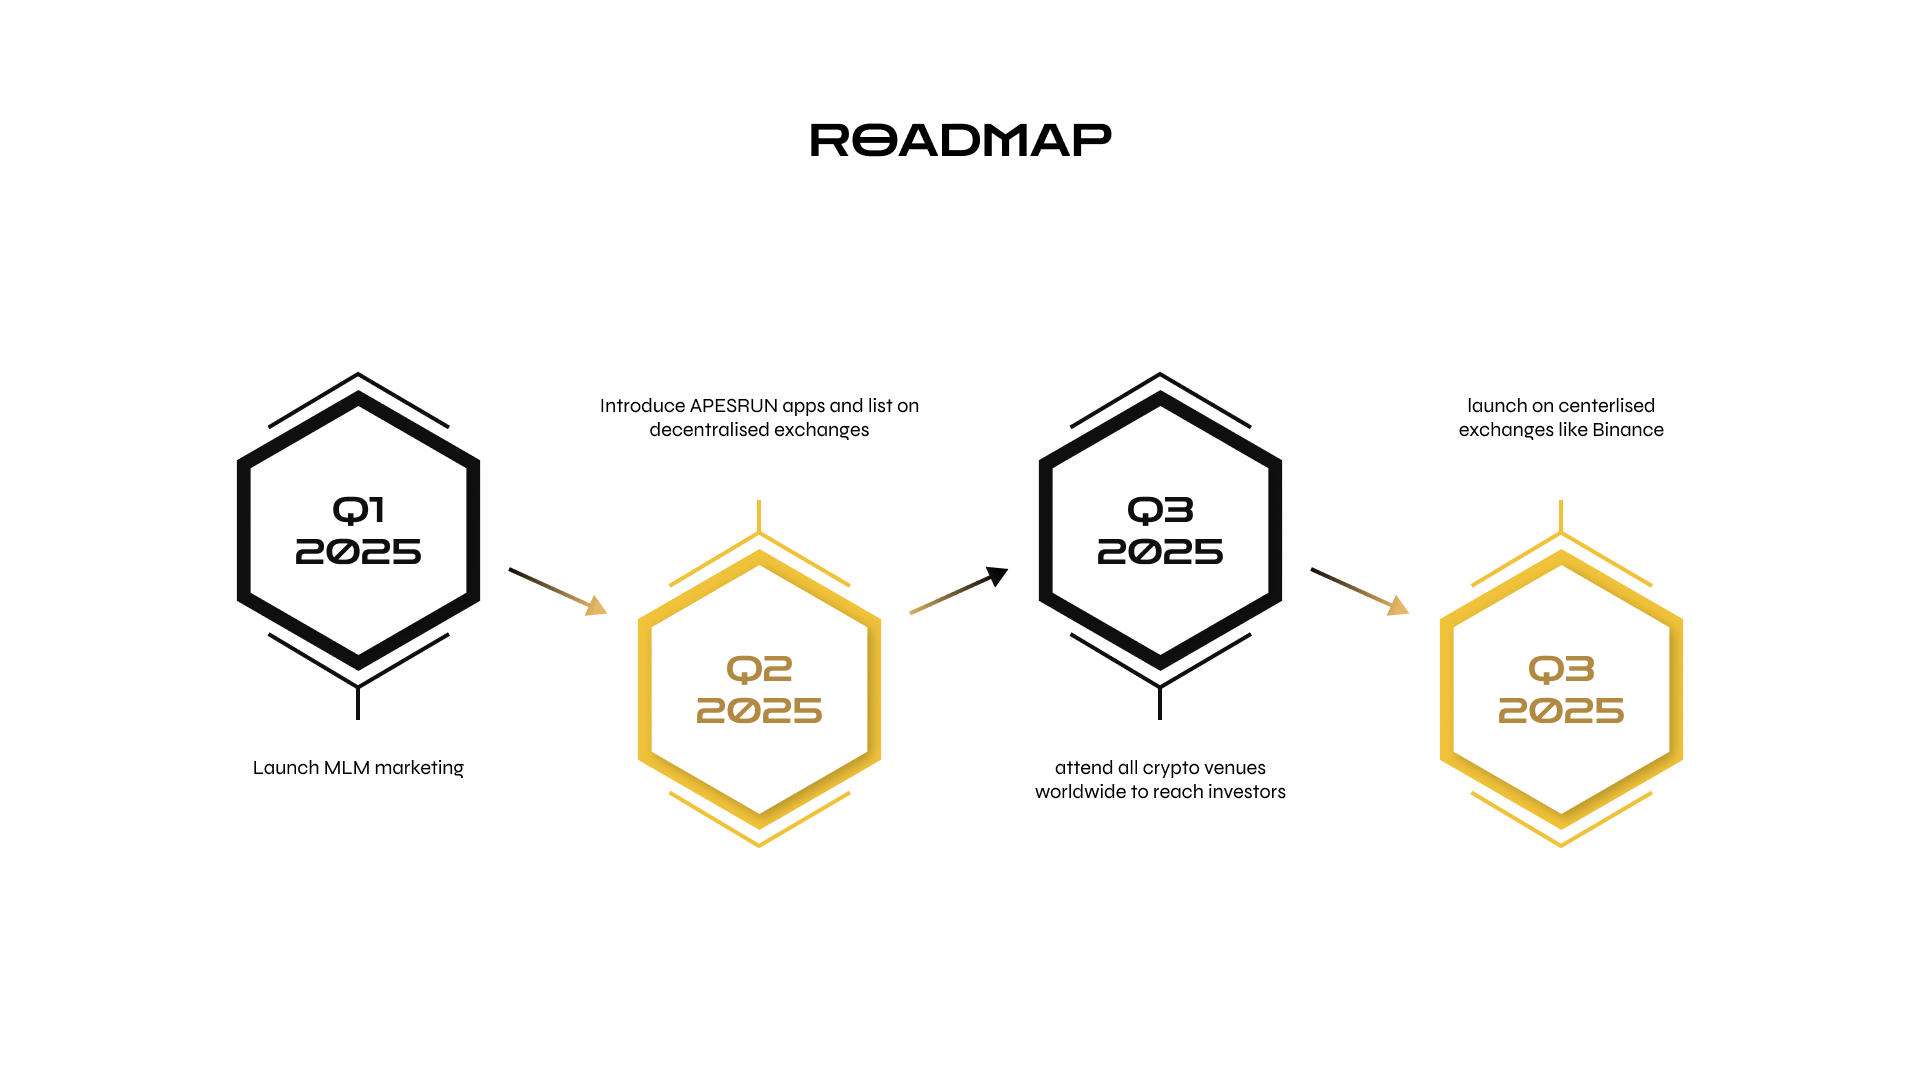 ROADMAP
Q1
2025
Launch MLM marketing
Introduce APESRUN apps and list on
decentralised exchanges
Q2
2025
Q3
2025
attend all crypto venues
worldwide to reach investors
launch on centerlised
exchanges like Binance
Q3
2025